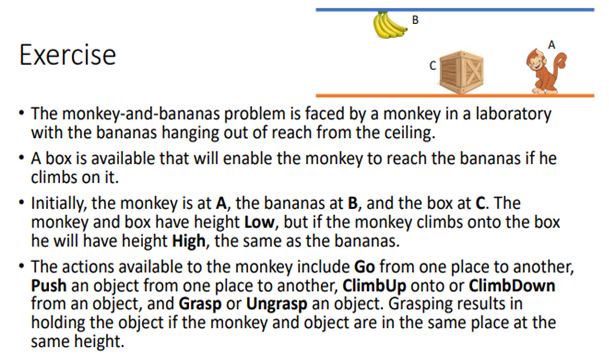 B
A
Exercise
C
• The monkey-and-bananas problem is faced by a monkey in a laboratory
with the bananas hanging out of reach from the ceiling.
• A box is available that will enable the monkey to reach the bananas if he
climbs on it.
• Initially, the monkey is at A, the bananas at B, and the box at C. The
monkey and box have height Low, but if the monkey climbs onto the box
he will have height High, the same as the bananas.
• The actions available to the monkey include Go from one place to another,
Push an object from one place to another, ClimbUp onto or ClimbDown
from an object, and Grasp or Ungrasp an object. Grasping results in
holding the object if the monkey and object are in the same place at the
same height.